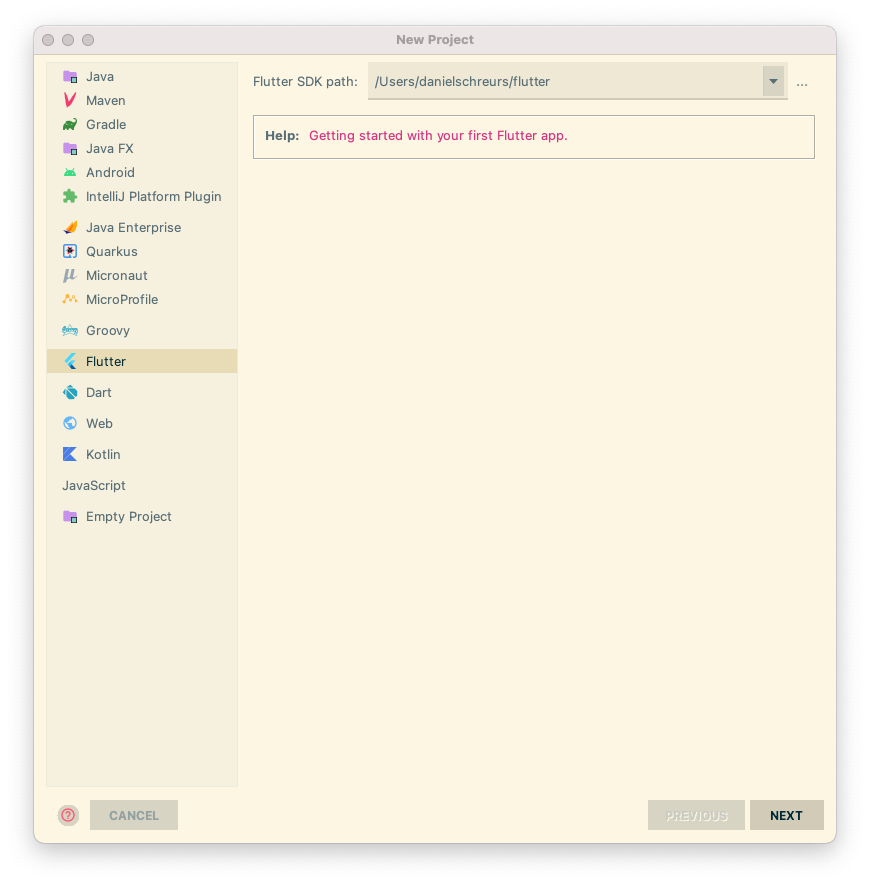 New Project
Java
Maven
Gradle
Java FX
Android
IntelliJ Platform Plugin
Java Enterprise
Quarkus
Micronaut
MicroProfile
Groovy
Flutter
Dart
Web
Kotlin
JavaScript
Empty Project
Flutter SDK path: /Users/danielschreurs/flutter ...
Help: Getting started with your first Flutter app.
? CANCEL PREVIOUS NEXT